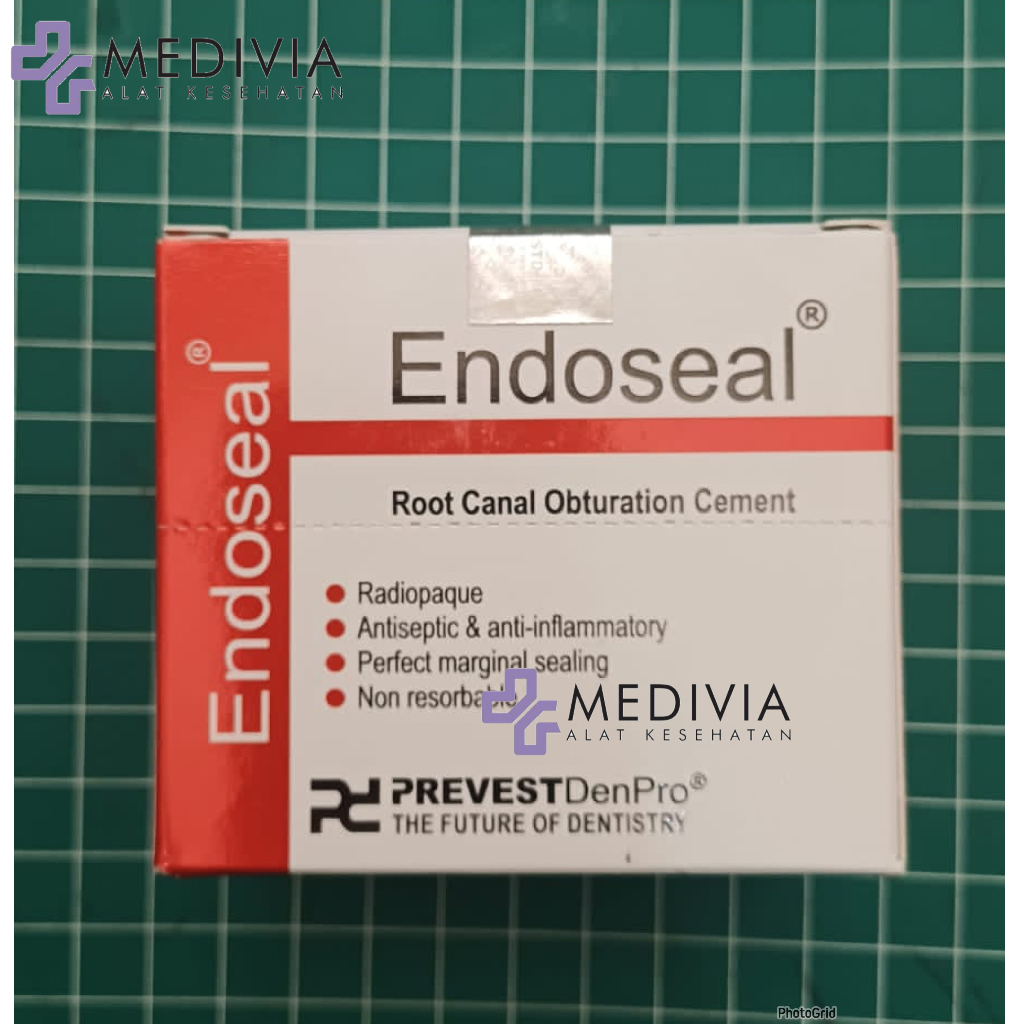 MEDIVIA
ALAT KESEHATAN
Endoseal®
Endoseal®
Root Canal Obturation Cement
Radiopaque
Antiseptic & anti-inflammatory
Perfect marginal sealing
Non resorbable
MEDIVIA
ALAT KESEHATAN
PREVESTDenPro®
THE FUTURE OF DENTISTRY
PhotoGrid